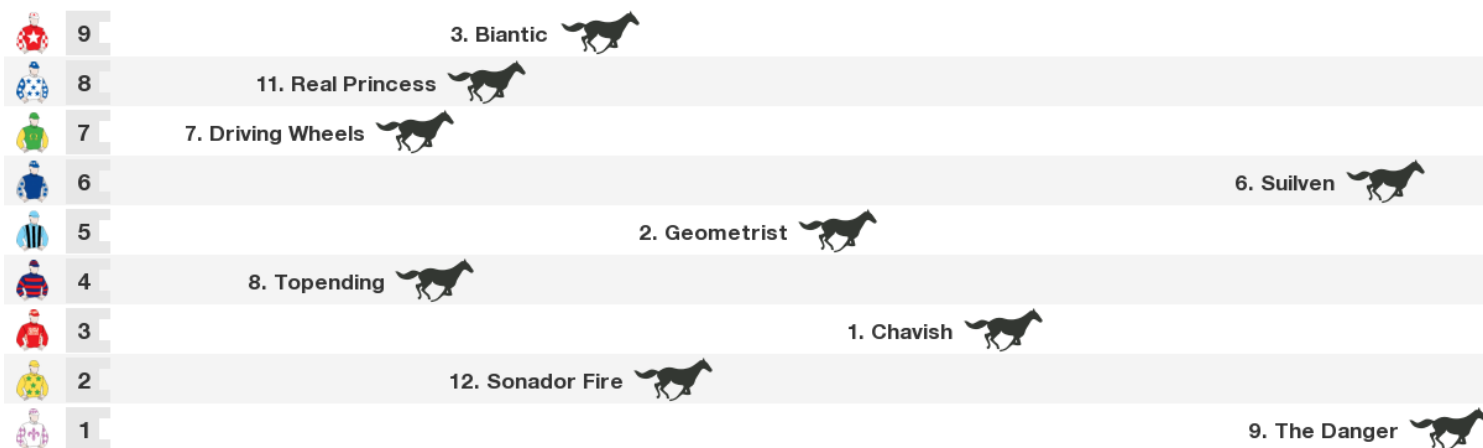 9 3. Biantic
8 11. Real Princess
7 7. Driving Wheels
6 6. Suilven
5 2. Geometrist
4 8. Topending
3 1. Chavish
2 12. Sonador Fire
1 9. The Danger